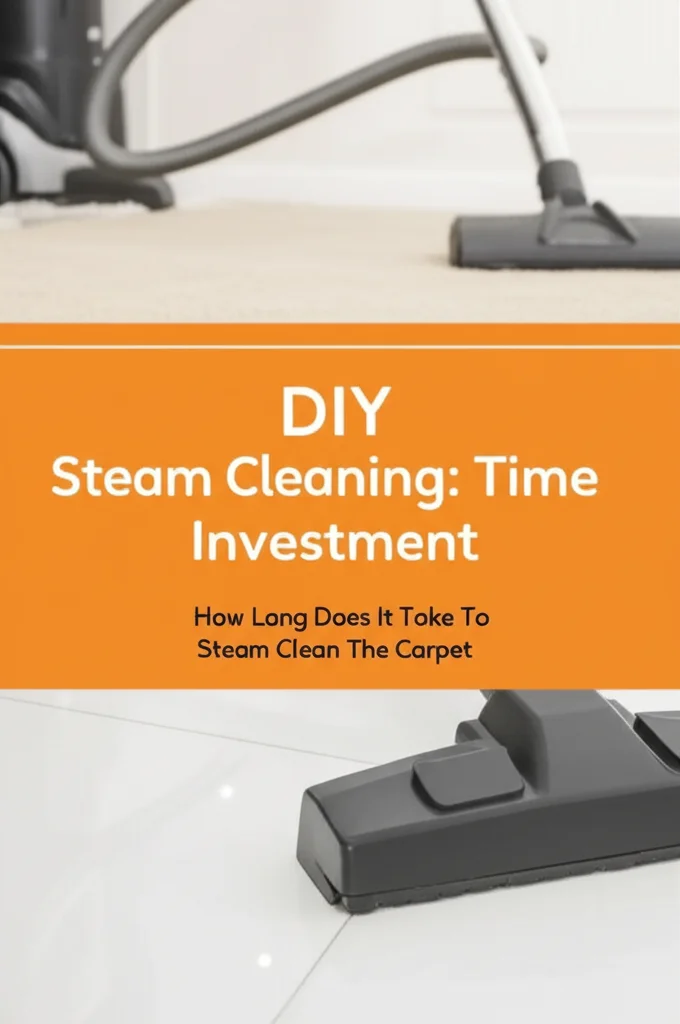 DIY
Steam Cleaning: Time
Investment
How Long Does It Toke To
Steam Clean The Carpet